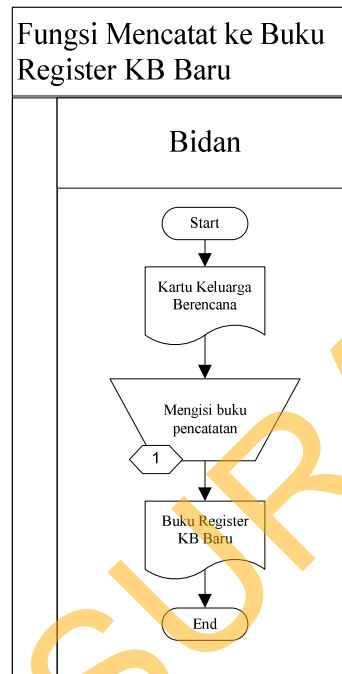 Fungsi Mencatat ke Buku
Register KB Baru
Bidan
Start
Kartu Keluarga
Berencana
Mengisi buku
pencatatan
1
Buku Register
KB Baru
End
SURA